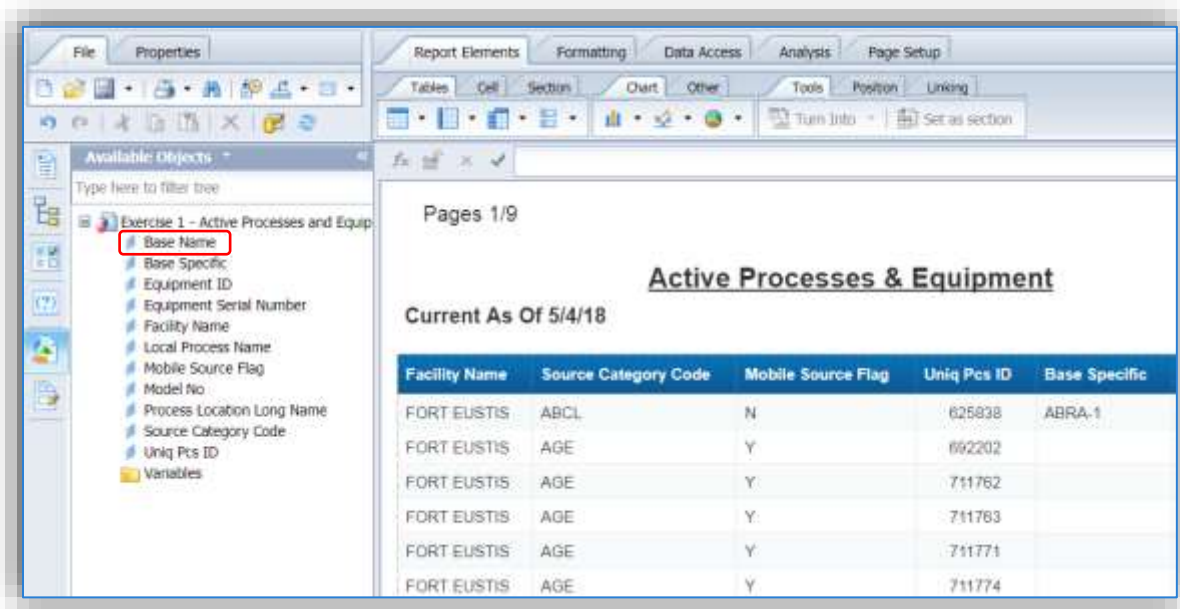 File Properties
Report Elements Formatting Data Access Analysis Page Setup
Tables Cell Section Chart Other Tools Position Linking
Turn Into Set as section
Available Objects
Type here to filter tree
Exercise 1 - Active Processes and Equip
Base Name
Base Specific
Equipment ID
Equipment Serial Number
Facility Name
Local Process Name
Mobile Source Flag
Model No
Process Location Long Name
Source Category Code
Uniq Pcs ID
Variables
Pages 1/9
Active Processes & Equipment
Current As Of 5/4/18
Facility Name Source Category Code Mobile Source Flag Uniq Pcs ID Base Specific
FORT EUSTIS ABCL N 625838 ABRA-1
FORT EUSTIS AGE Y 692202
FORT EUSTIS AGE Y 711762
FORT EUSTIS AGE Y 711763
FORT EUSTIS AGE Y 711771
FORT EUSTIS AGE Y 711774